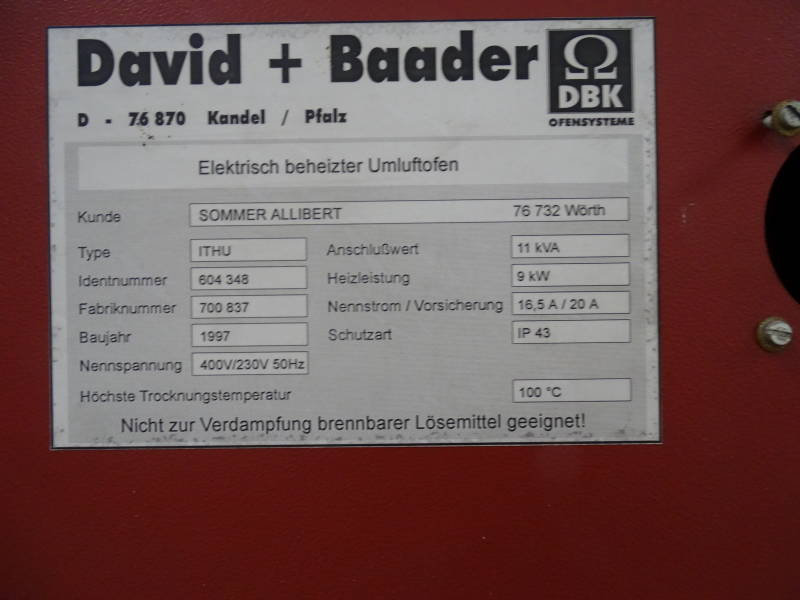 David + Baader
DBK
OFENSYSTEME
D - 76 870 Kandel / Pfalz
Elektrisch beheizter Umluftofen
Kunde SOMMER ALLIBERT 76 732 Wörth
Type ITHU Anschlußwert 11 kVA
Identnummer 604 348 Heizleistung 9 kW
Fabriknummer 700 837 Nennstrom / Vorsicherung 16,5 A / 20 A
Baujahr 1997 Schutzart IP 43
Nennspannung 400V/230V 50Hz
Höchste Trocknungstemperatur 100 °C
Nicht zur Verdampfung brennbarer Lösemittel geeignet!